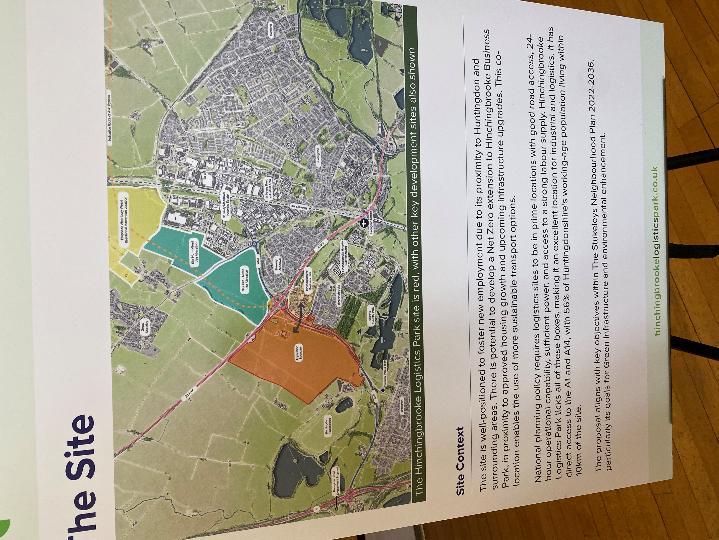 The Site
The Hinchingbrooke Logistics Park site is red, with other key development sites also shown
Site Context
The site is well-positioned to foster new employment due to its proximity to Huntingdon and
surrounding areas. There is potential to develop a Net Zero extension to Hinchingbrooke Business
Park, in proximity to approved housing growth and upcoming infrastructure upgrades. This co-
location enables the use of more sustainable transport options.
National planning policy requires logistics sites to be in prime locations with good road access, 24-
hour operational capability, sufficient power, and access to a strong labour supply. Hinchingbrooke
Logistics Park ticks all of these boxes, making it an excellent location for industrial and logistics. It has
direct access to the A1 and A14, with 56% of Huntingdonshire's working-age population living within
10km of the site.
The proposal aligns with key objectives within The Stukeleys Neighbourhood Plan 2022-2036,
particularly its goals for Green Infrastructure and environmental enhancement.
hinchingbrookelogisticspark.co.uk